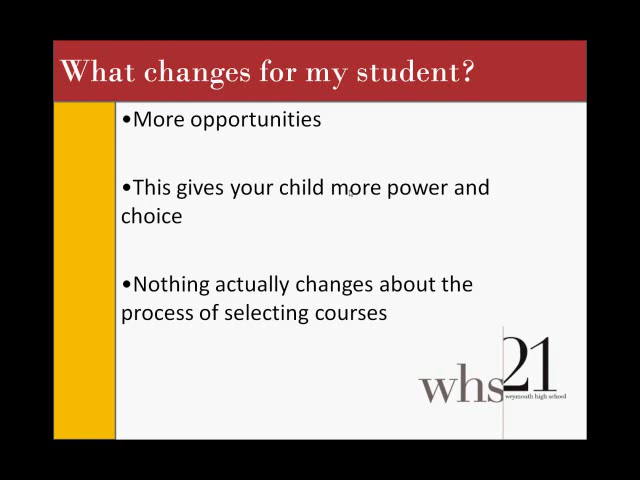 What changes for my student?
•More opportunities
•This gives your child more power and
choice
•Nothing actually changes about the
process of selecting courses
whs21
weymouth high school